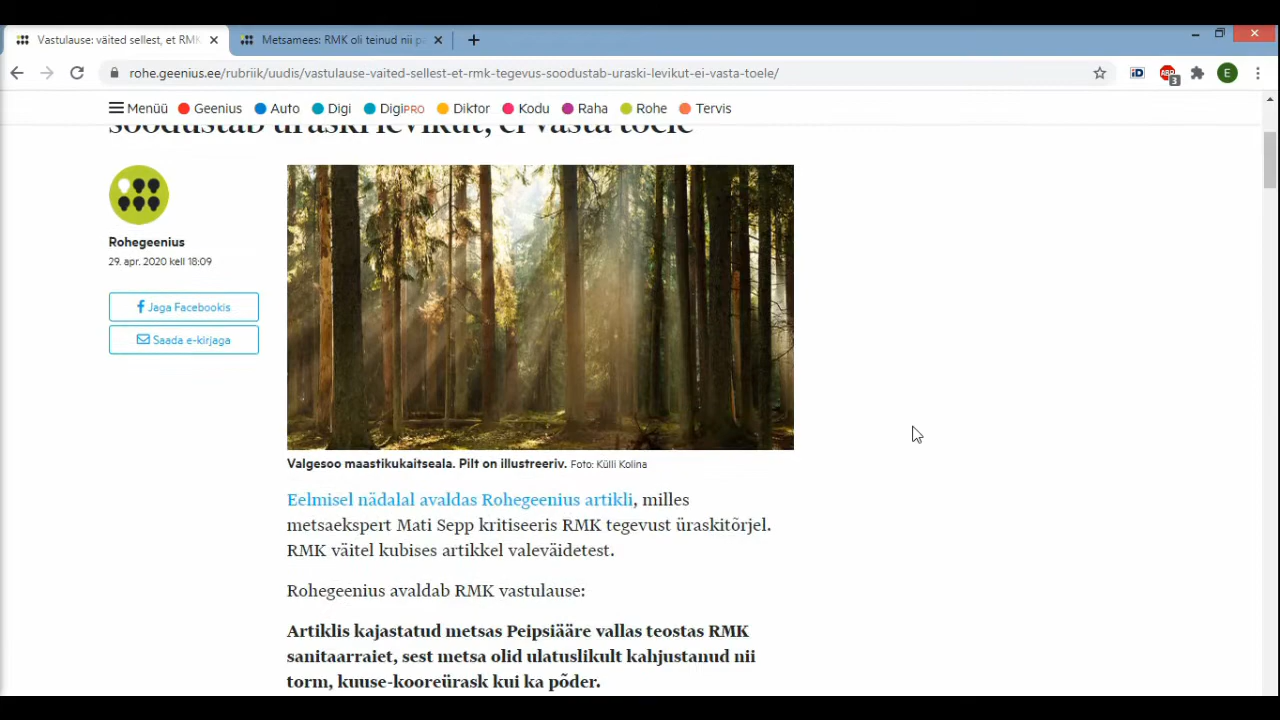 Vastulause: väited sellest, et RMK
Metsamees: RMK oli teinud nii p
rohe.geenius.ee/rubriik/uudis/vastulause-vaited-sellest-et-rmk-tegevus-soodustab-uraski-levikut-ei-vasta-toele/
3
E
Menüü Geenius Auto Digi DigiPRO Diktor Kodu Raha Rohe Tervis
soodustab üraski levikut, ei vasta tõele
Rohegeenius
29. apr. 2020 kell 18:09
Jaga Facebookis
Saada e-kirjaga
Valgesoo maastikukaitseala. Pilt on illustreeriv. Foto: Külli Kolina
Eelmisel nädalal avaldas Rohegeenius artikli, milles
metsaekspert Mati Sepp kritiseeris RMK tegevust üraskitõrjel.
RMK väitel kubises artikkel valeväidetest.
Rohegeenius avaldab RMK vastulause:
Artiklis kajastatud metsas Peipsiääre vallas teostas RMK
sanitaarraiet, sest metsa olid ulatuslikult kahjustanud nii
torm, kuuse-kooreürask kui ka põder.